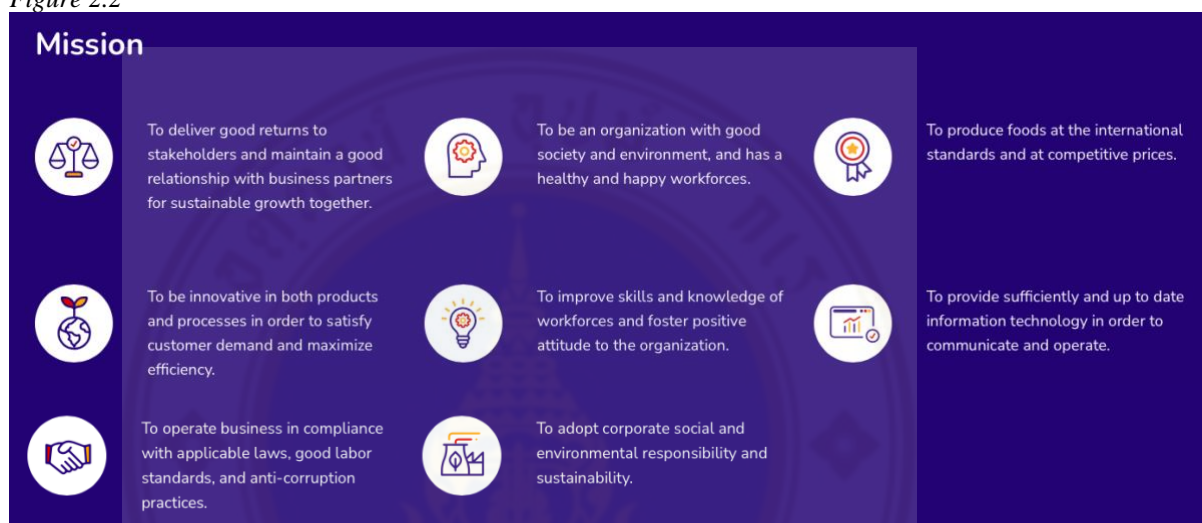 Figure 2.2
Mission
To deliver good returns to
stakeholders and maintain a good
relationship with business partners
for sustainable growth together.
To be an organization with good
society and environment, and has a
healthy and happy workforces.
To produce foods at the international
standards and at competitive prices.
To be innovative in both products
and processes in order to satisfy
customer demand and maximize
efficiency.
To improve skills and knowledge of
workforces and foster positive
attitude to the organization.
To provide sufficiently and up to date
information technology in order to
communicate and operate.
To operate business in compliance
with applicable laws, good labor
standards, and anti-corruption
practices.
To adopt corporate social and
environmental responsibility and
sustainability.